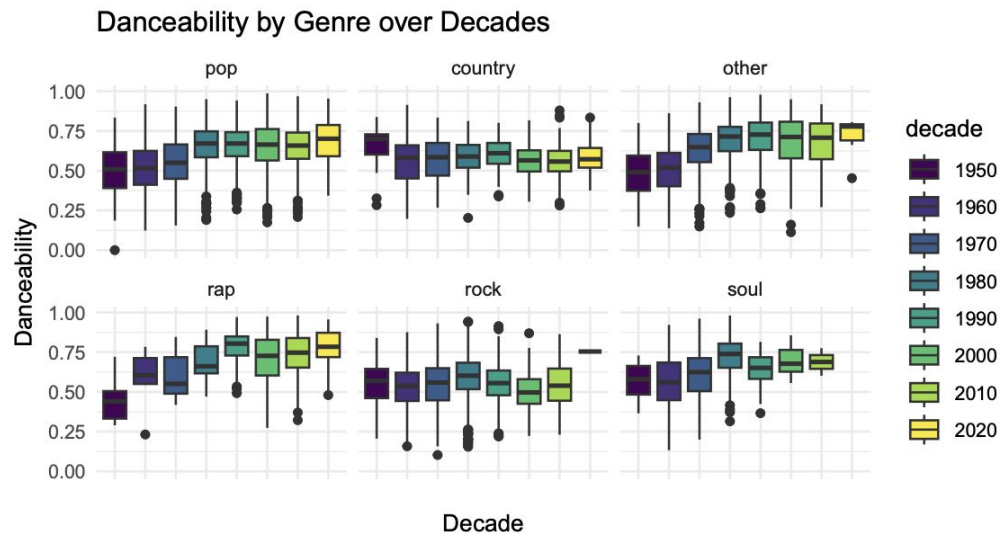 Danceability by Genre over Decades
pop
country
other
1.00
0.75
0.50
0.25
0.00
rap
rock
soul
1.00
0.75
0.50
0.25
0.00
Danceability
Decade
decade
1950
1960
1970
1980
1990
2000
2010
2020